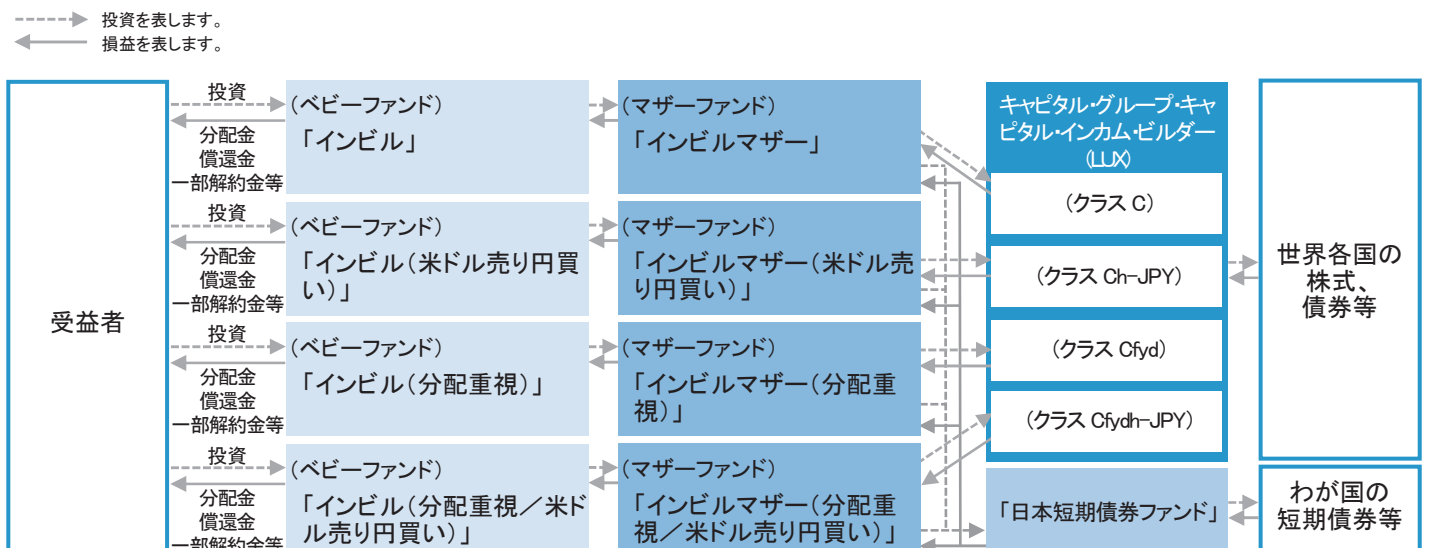 投資を表します。
損益を表します。
受益者
投資
分配金
償還金
一部解約金等
(ベビーファンド)
「インビル」
(マザーファンド)
「インビルマザー」
投資
分配金
償還金
一部解約金等
(ベビーファンド)
「インビル(米ドル売り円買
い)」
(マザーファンド)
「インビルマザー(米ドル売
り円買い)」
投資
分配金
償還金
一部解約金等
(ベビーファンド)
「インビル(分配重視)」
(マザーファンド)
「インビルマザー(分配重
視)」
投資
分配金
償還金
一部解約金等
(ベビーファンド)
「インビル(分配重視／米ド
ル売り円買い)」
(マザーファンド)
「インビルマザー(分配重
視／米ドル売り円買い)」
キャピタル・グループ・キャ
ピタル・インカム・ビルダー
(LUX)
(クラス C)
(クラス Ch-JPY)
(クラス Cfyd)
(クラス Cfydh-JPY)
「日本短期債券ファンド」
世界各国の
株式、
債券等
わが国の
短期債券等